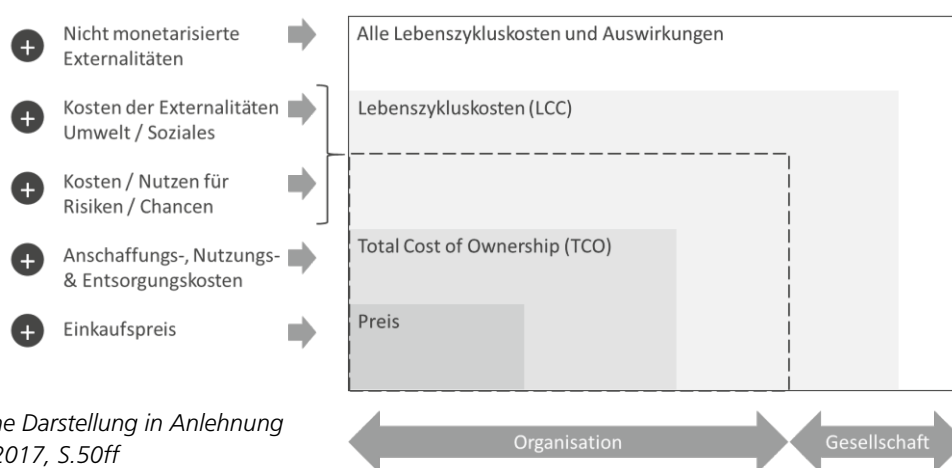 Nicht monetarisierte
Externalitäten
Alle Lebenszykluskosten und Auswirkungen
Kosten der Externalitäten
Umwelt / Soziales
Lebenszykluskosten (LCC)
Kosten / Nutzen für
Risiken / Chancen
Anschaffungs-, Nutzungs-
& Entsorgungskosten
Total Cost of Ownership (TCO)
Einkaufspreis
Preis
Organisation
Gesellschaft
ne Darstellung in Anlehnung
2017, S.50ff